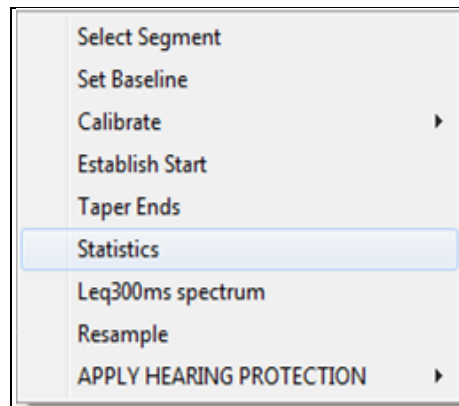 Select Segment
Set Baseline
Calibrate
Establish Start
Taper Ends
Statistics
Leq300ms spectrum
Resample
APPLY HEARING PROTECTION